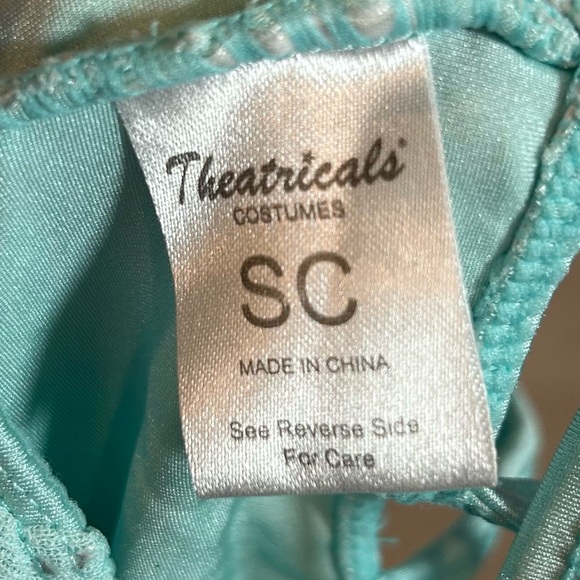 Theatricals®
COSTUMES
SC
MADE IN CHINA
See Reverse Side
For Care